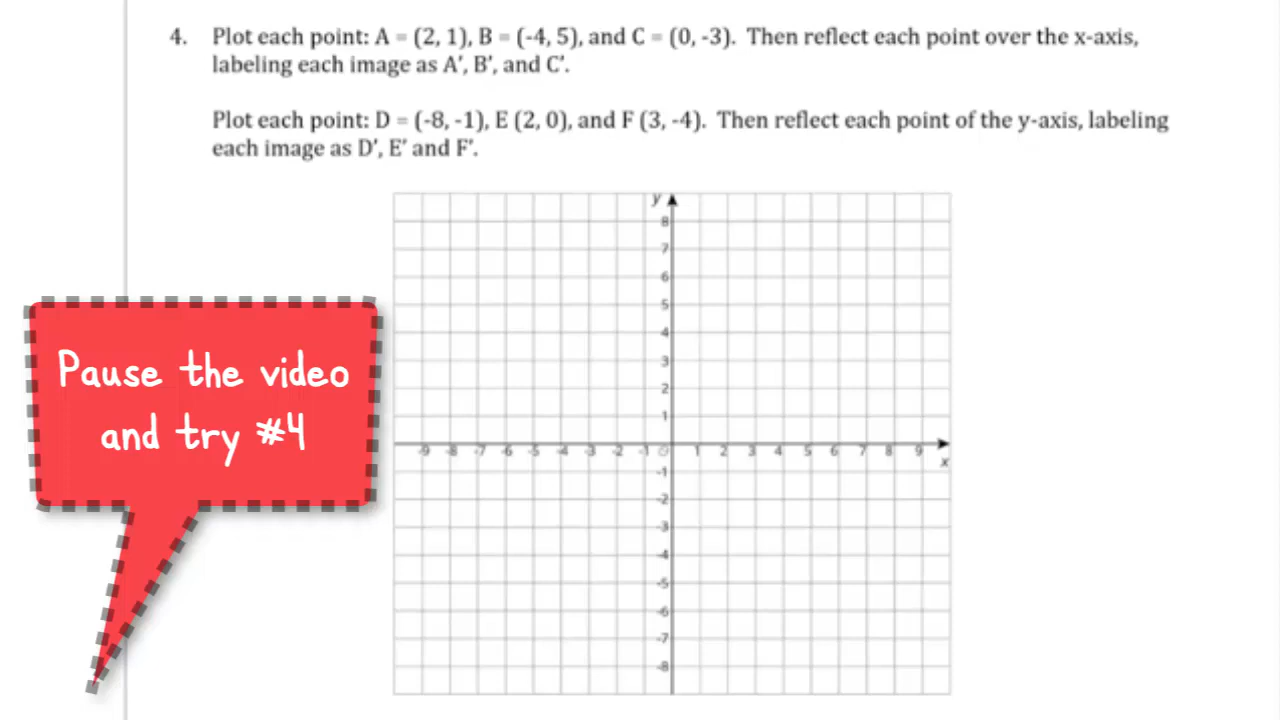 4. Plot each point: A = (2, 1), B = (-4, 5), and C = (0, -3). Then reflect each point over the x-axis,
labeling each image as A′, B′, and C′.
Plot each point: D = (-8, -1), E (2, 0), and F (3, -4). Then reflect each point of the y-axis, labeling
each image as D′, E′ and F′.
y
8
7
6
5
4
3
2
1
-9 -8 -7 -6 -5 -4 -3 -2 -1 0 1 2 3 4 5 6 7 8 9
x
-1
-2
-3
-4
-5
-6
-7
-8
Pause the video
and try #4